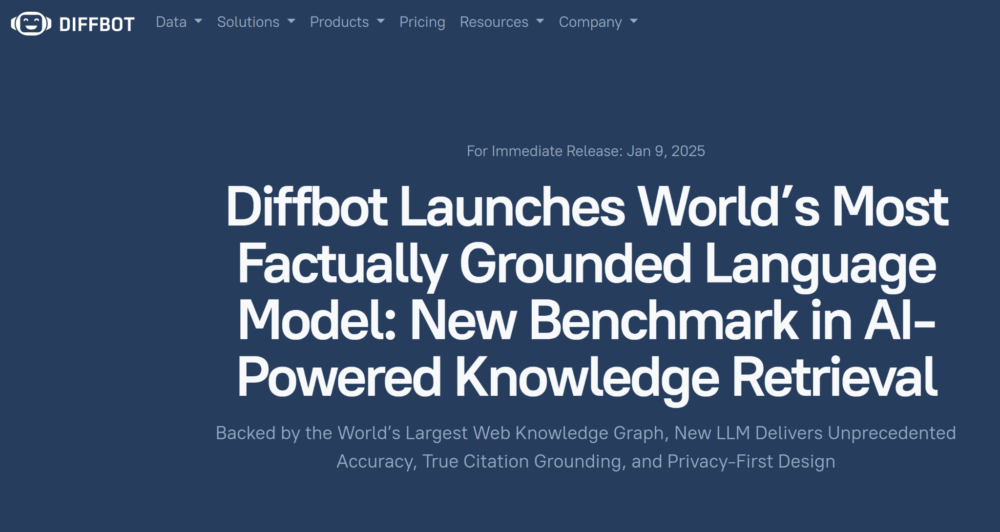 DIFFBOT Data Solutions Products Pricing Resources Company
For Immediate Release: Jan 9, 2025
Diffbot Launches World’s Most
Factually Grounded Language
Model: New Benchmark in AI-
Powered Knowledge Retrieval
Backed by the World’s Largest Web Knowledge Graph, New LLM Delivers Unprecedented
Accuracy, True Citation Grounding, and Privacy-First Design